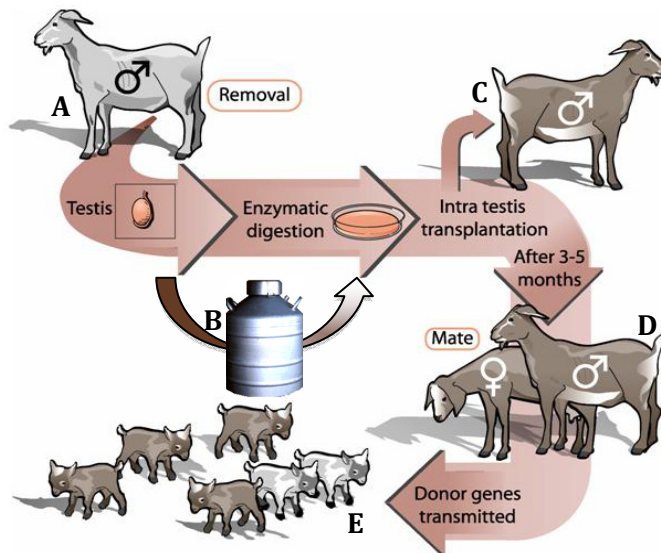 A
Removal
C
Testis
Enzymatic
digestion
Intra testis
transplantation
After 3-5
months
B
D
Mate
Donor genes
transmitted
E